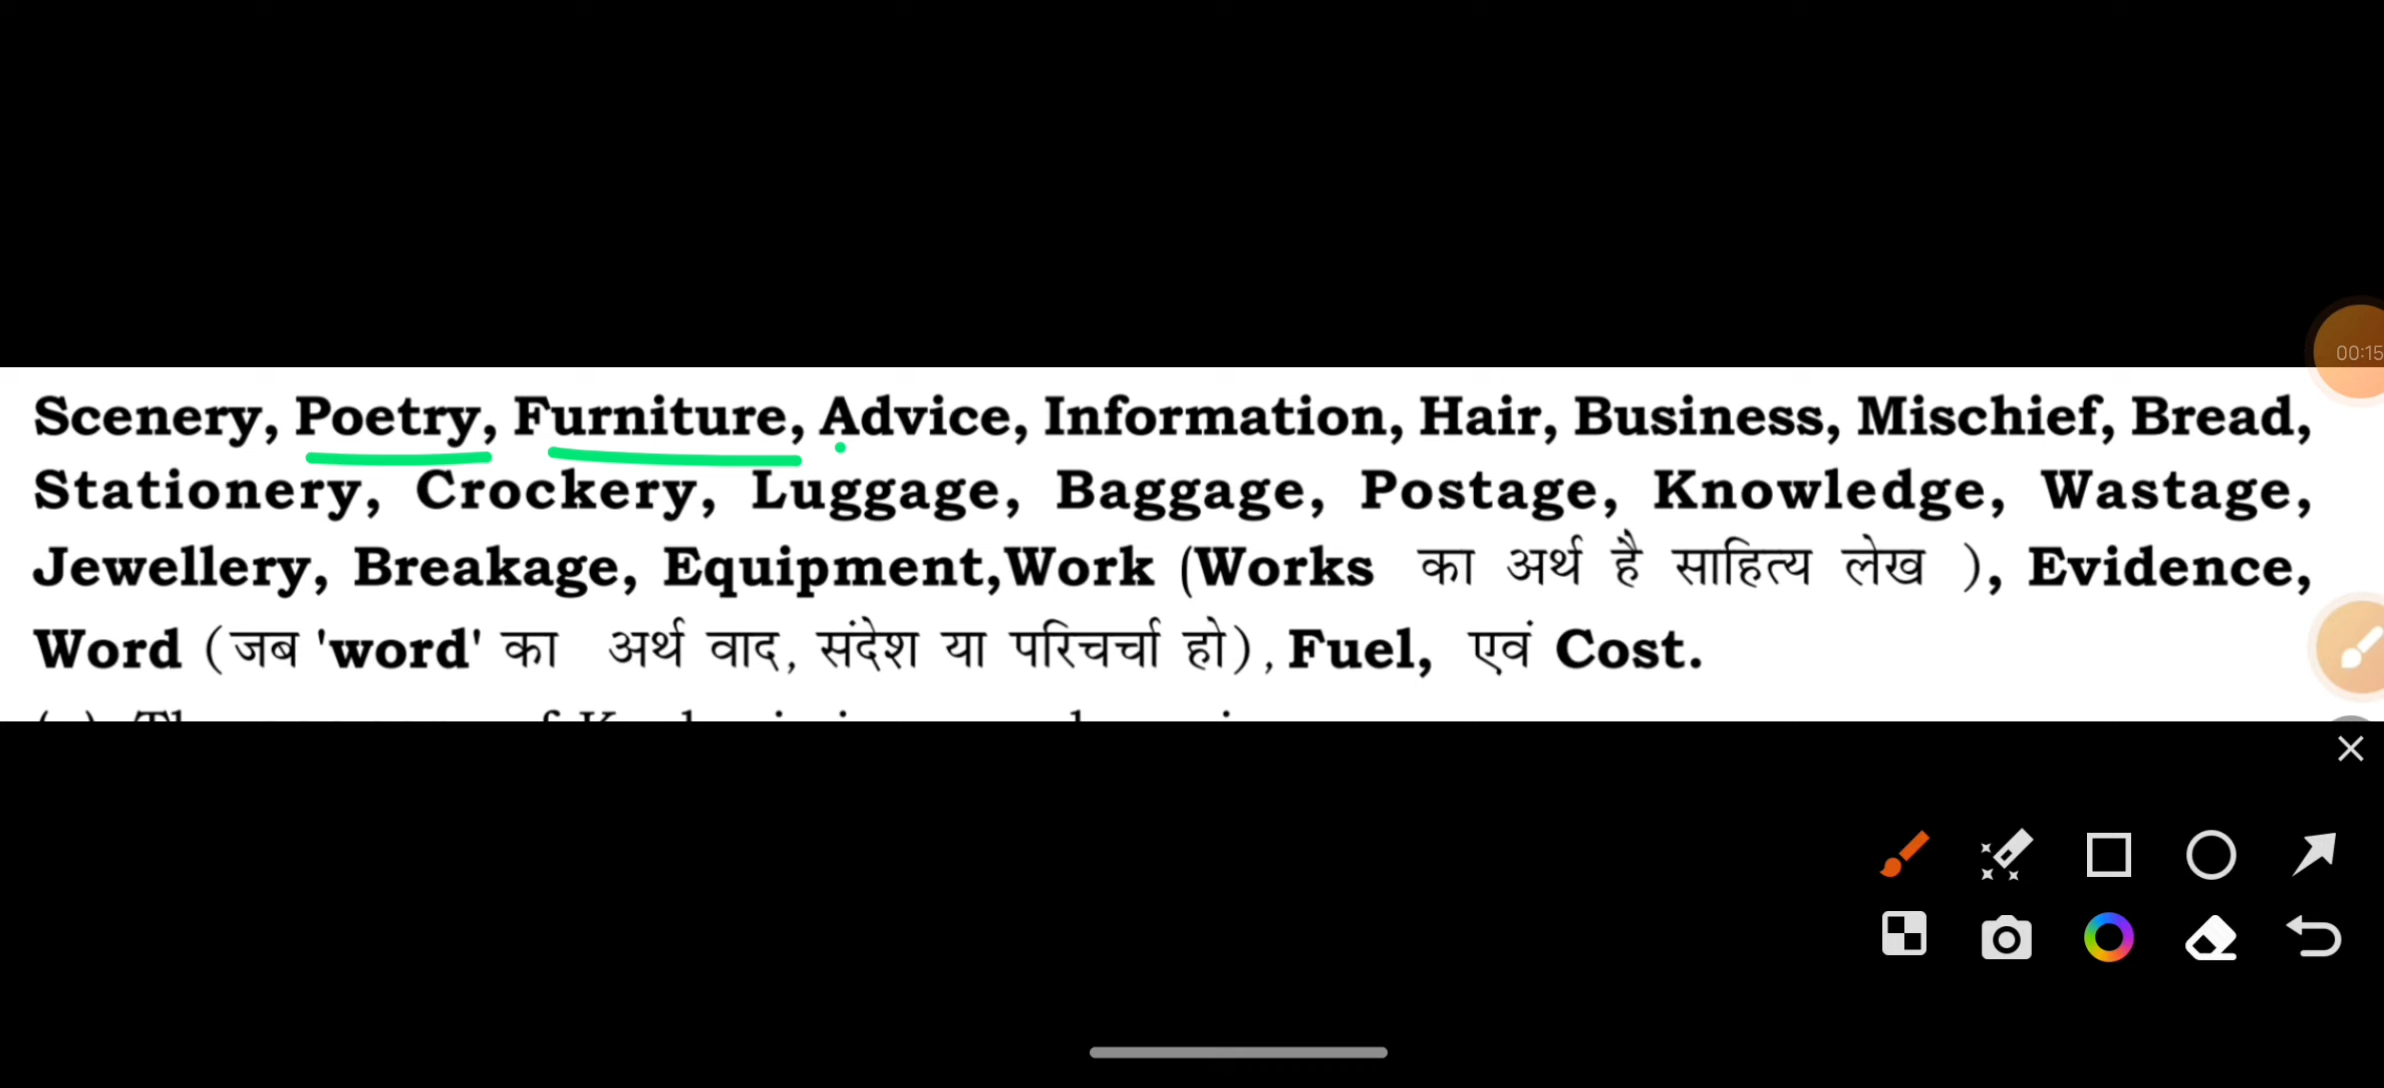 00:15
Scenery, Poetry, Furniture, Advice, Information, Hair, Business, Mischief, Bread,
Stationery, Crockery, Luggage, Baggage, Postage, Knowledge, Wastage,
Jewellery, Breakage, Equipment,Work (Works का अर्थ है साहित्य लेख ), Evidence,
Word (जब 'word' का अर्थ वाद, संदेश या परिचर्चा हो), Fuel, एवं Cost.